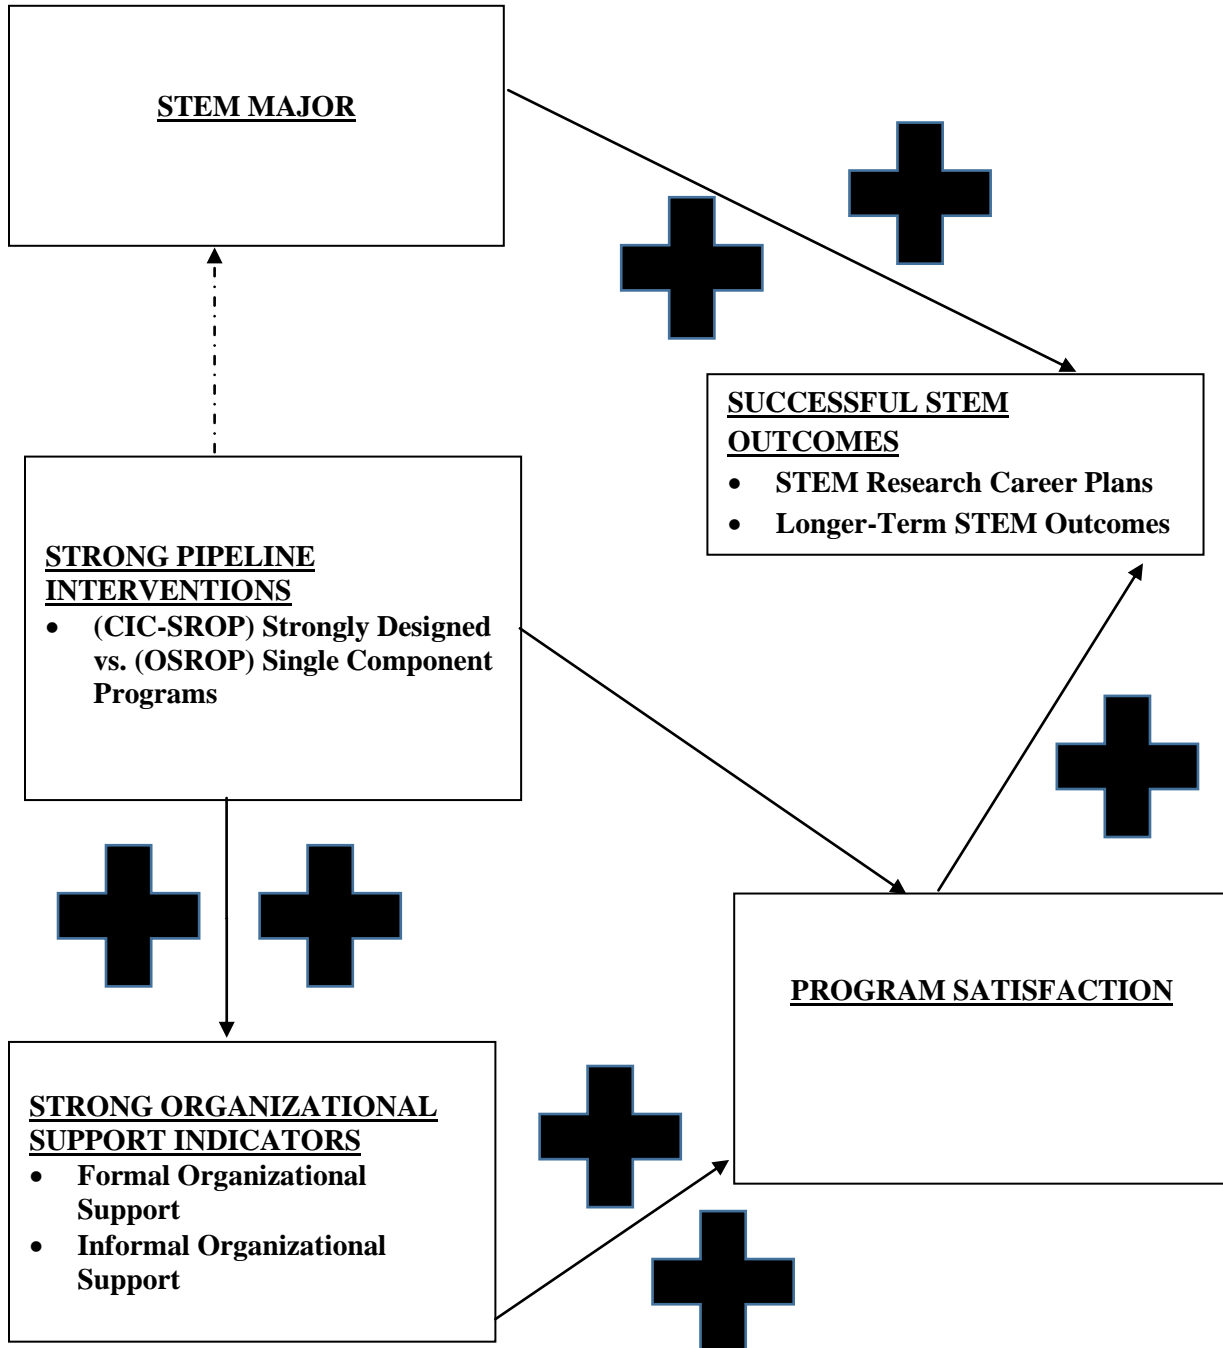 STEM MAJOR
SUCCESSFUL STEM
OUTCOMES
• STEM Research Career Plans
• Longer-Term STEM Outcomes
STRONG PIPELINE
INTERVENTIONS
• (CIC-SROP) Strongly Designed
vs. (OSROP) Single Component
Programs
PROGRAM SATISFACTION
STRONG ORGANIZATIONAL
SUPPORT INDICATORS
• Formal Organizational
Support
• Informal Organizational
Support